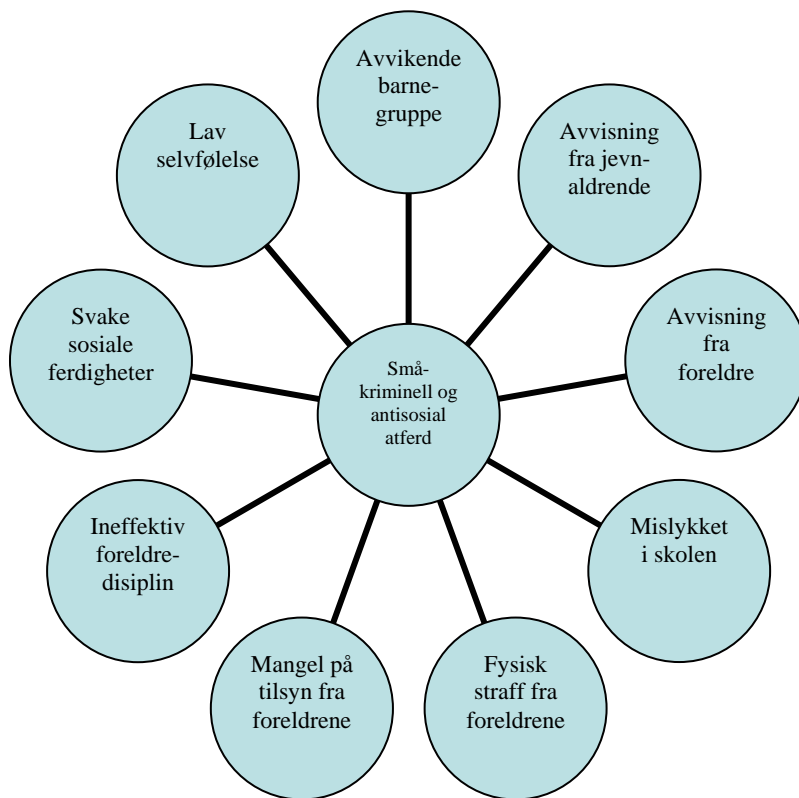 Avvikende
barne-
gruppe
Avvisning
fra jevn-
aldrende
Avvisning
fra
foreldre
Mislykket
i skolen
Fysisk
straff fra
foreldrene
Mangel på
tilsyn fra
foreldrene
Ineffektiv
foreldre-
disiplin
Svake
sosiale
ferdigheter
Lav
selvfølelse
Små-
kriminell og
antisosial
atferd